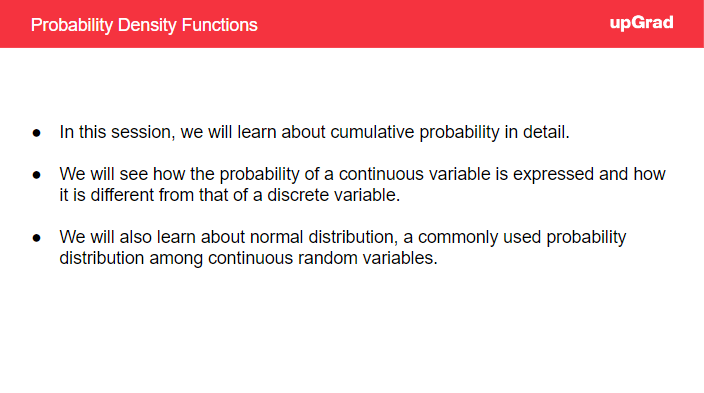 Probability Density Functions
upGrad
● In this session, we will learn about cumulative probability in detail.
● We will see how the probability of a continuous variable is expressed and how
it is different from that of a discrete variable.
● We will also learn about normal distribution, a commonly used probability
distribution among continuous random variables.